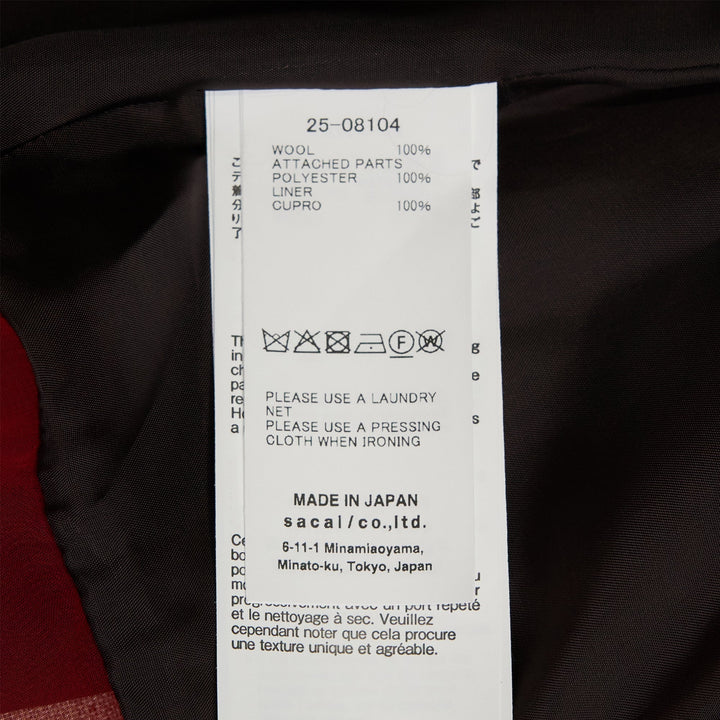 25-08104
WOOL 100%
ATTACHED PARTS
POLYESTER 100%
LINER
CUPRO 100%
F W
PLEASE USE A LAUNDRY
NET
PLEASE USE A PRESSING
CLOTH WHEN IRONING
MADE IN JAPAN
sacai/co.,ltd.
6-11-1 Minamiaoyama,
Minato-ku, Tokyo, Japan
progressivement avec un port répété
et le nettoyage à sec. Veuillez
cependant noter que cela procure
une texture unique et agréable.